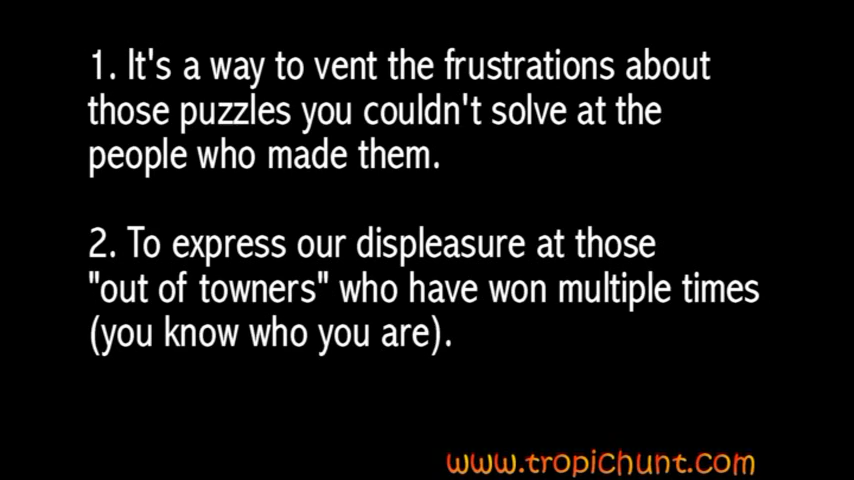 1. It's a way to vent the frustrations about
those puzzles you couldn't solve at the
people who made them.
2. To express our displeasure at those
"out of towners" who have won multiple times
(you know who you are).
www.tropichunt.com